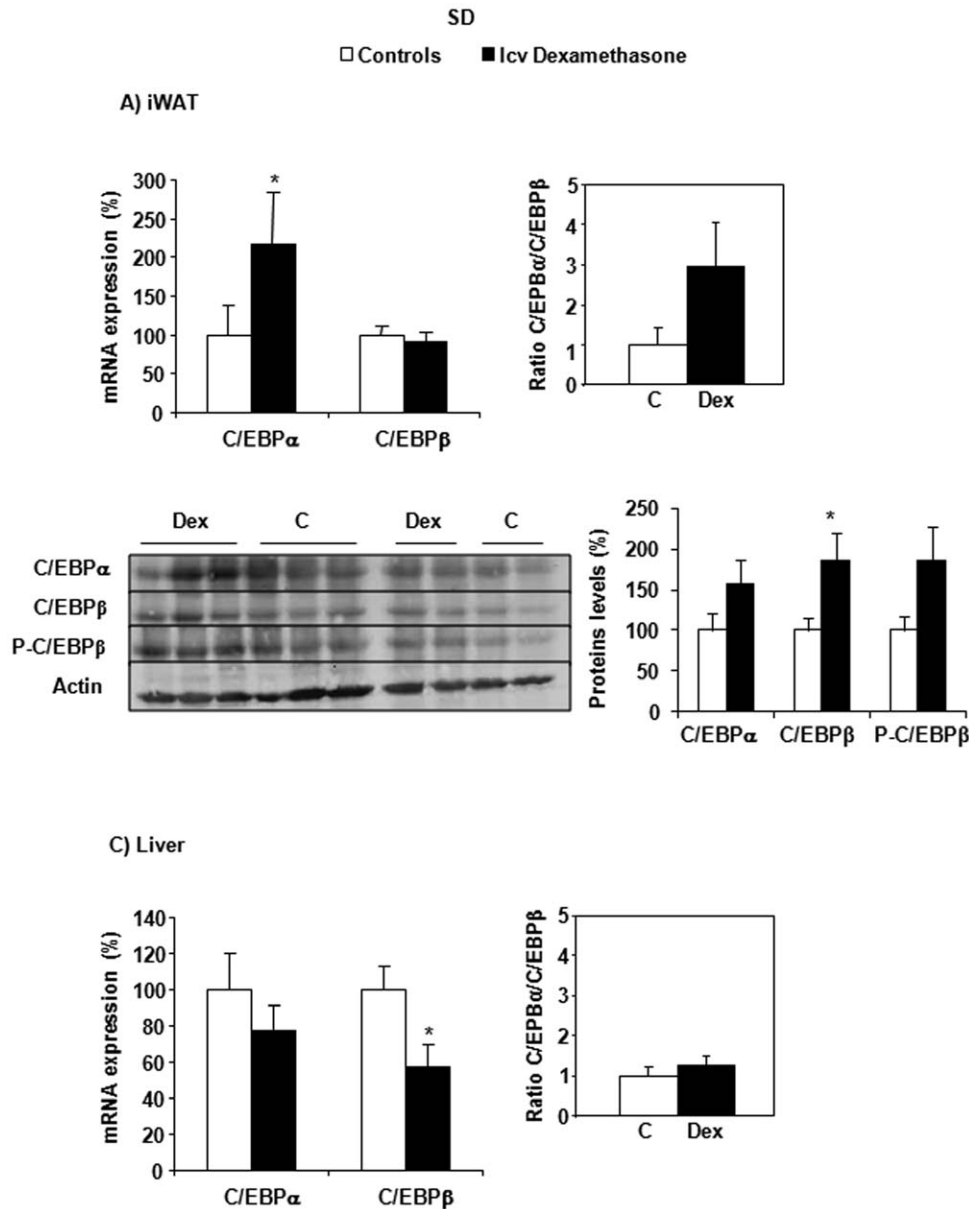 SD
Controls Icv Dexamethasone
A) iWAT
mRNA expression (%)
300
250
200
150
100
50
0
*
C/EBPα C/EBPβ
Ratio C/EPBα/C/EBPβ
5
4
3
2
1
0
C Dex
Dex C Dex C
C/EBPα
C/EBPβ
P-C/EBPβ
Actin
Proteins levels (%)
250
200
150
100
50
0
*
C/EBPα C/EBPβ P-C/EBPβ
C) Liver
mRNA expression (%)
140
120
100
80
60
40
20
0
*
C/EBPα C/EBPβ
Ratio C/EPBα/C/EBPβ
5
4
3
2
1
0
C Dex